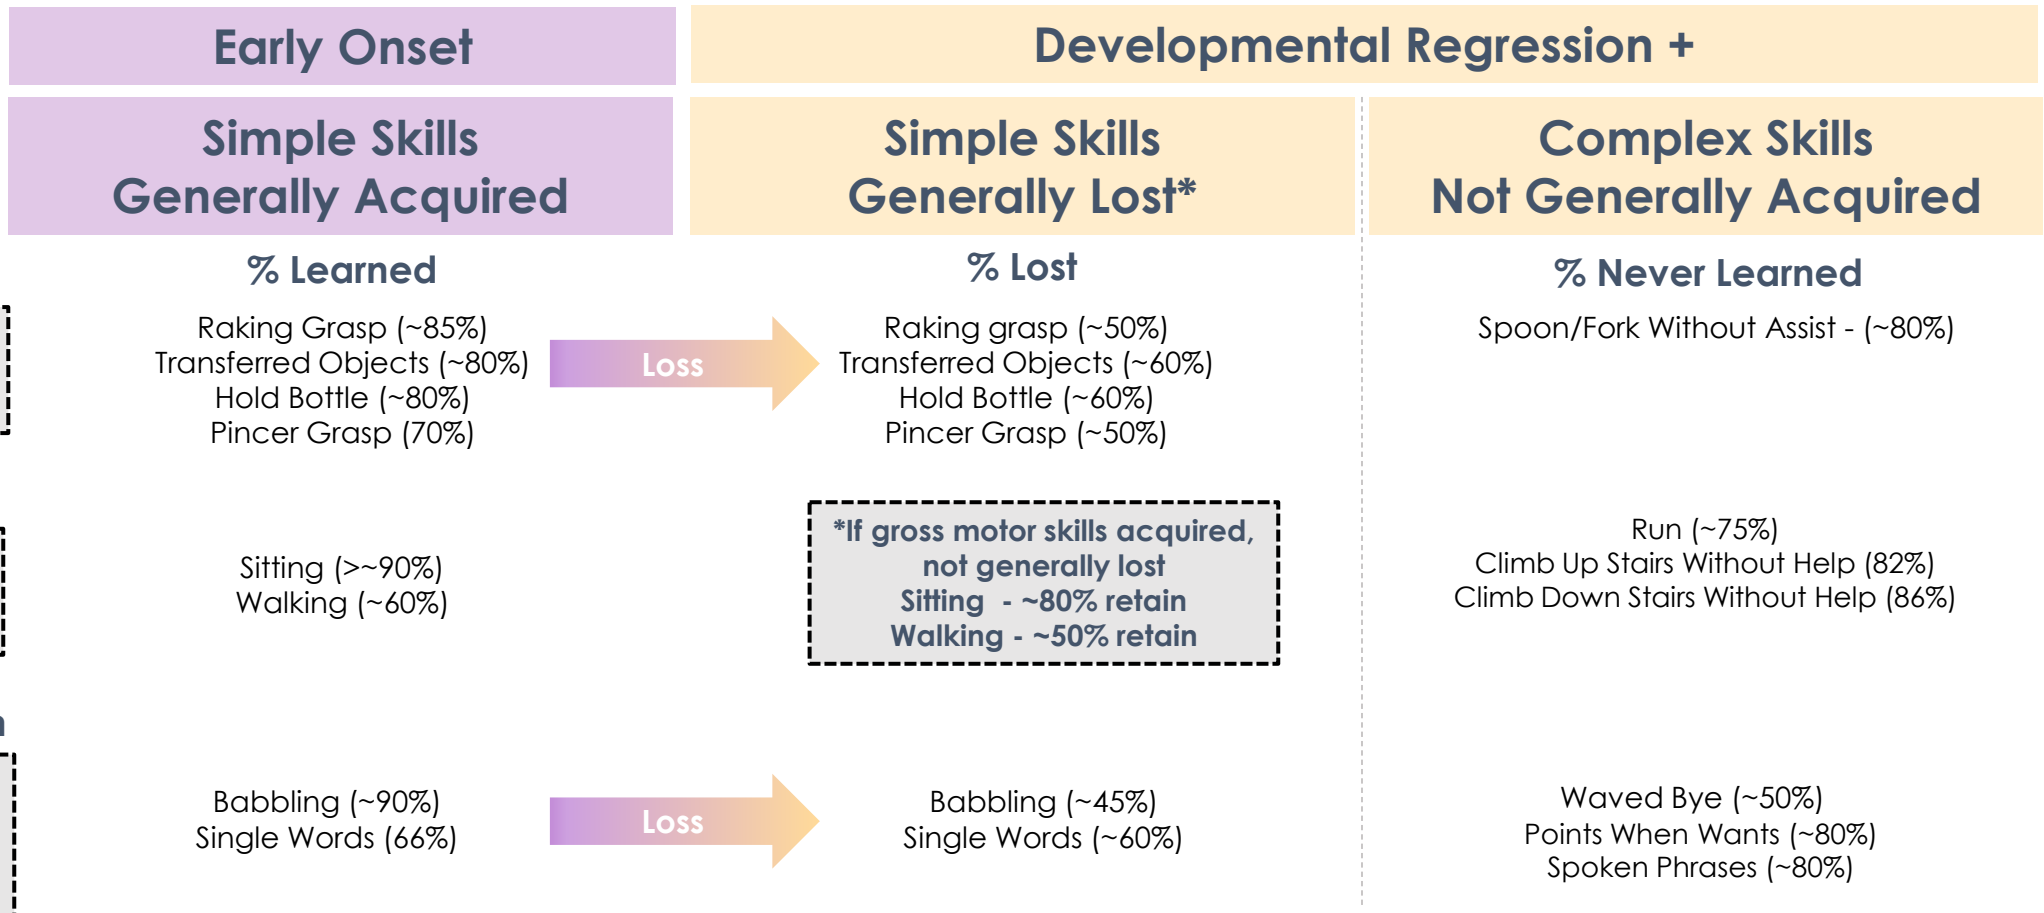 Early Onset
Developmental Regression +
Simple Skills
Generally Acquired
Simple Skills
Generally Lost*
Complex Skills
Not Generally Acquired
% Learned
% Lost
% Never Learned
Raking Grasp (~85%)
Transferred Objects (~80%)
Hold Bottle (~80%)
Pincer Grasp (70%)
Loss
Raking grasp (~50%)
Transferred Objects (~60%)
Hold Bottle (~60%)
Pincer Grasp (~50%)
Spoon/Fork Without Assist - (~80%)
Sitting (>~90%)
Walking (~60%)
*If gross motor skills acquired,
not generally lost
Sitting - ~80% retain
Walking - ~50% retain
Run (~75%)
Climb Up Stairs Without Help (82%)
Climb Down Stairs Without Help (86%)
Babbling (~90%)
Single Words (66%)
Loss
Babbling (~45%)
Single Words (~60%)
Waved Bye (~50%)
Points When Wants (~80%)
Spoken Phrases (~80%)